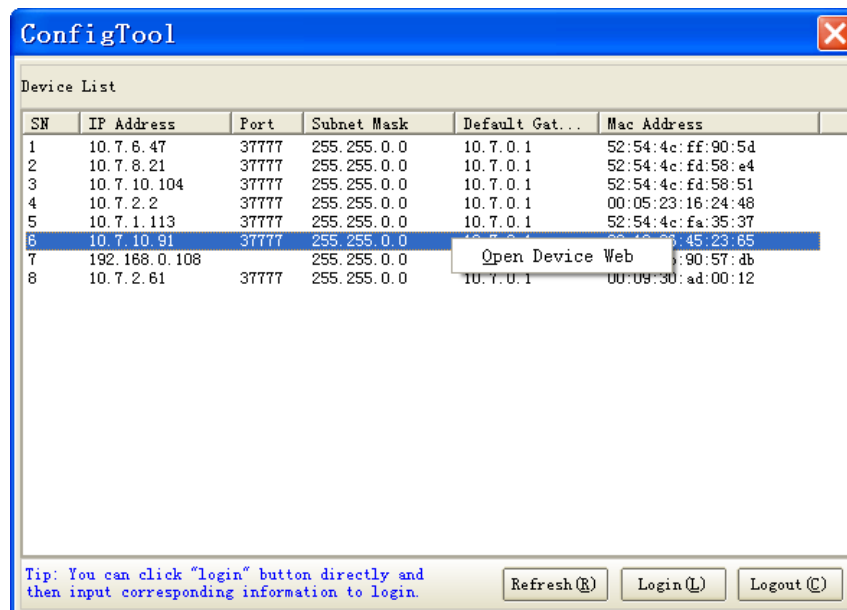 ConfigTool
Device List
SN IP Address Port Subnet Mask Default Gat... Mac Address
1 10.7.6.47 37777 255.255.0.0 10.7.0.1 52:54:4c:ff:90:5d
2 10.7.8.21 37777 255.255.0.0 10.7.0.1 52:54:4c:fd:58:e4
3 10.7.10.104 37777 255.255.0.0 10.7.0.1 52:54:4c:fd:58:51
4 10.7.2.2 37777 255.255.0.0 10.7.0.1 00:05:23:16:24:48
5 10.7.1.113 37777 255.255.0.0 10.7.0.1 52:54:4c:fa:35:37
6 10.7.10.91 37777 255.255.0.0 :45:23:65
Open Device Web
7 192.168.0.108 255.255.0.0 :90:57:db
8 10.7.2.61 37777 255.255.0.0 10.7.0.1 00:09:30:ad:00:12
Tip: You can click "login" button directly and
then input corresponding information to login.
Refresh(R) Login(L) Logout(C)